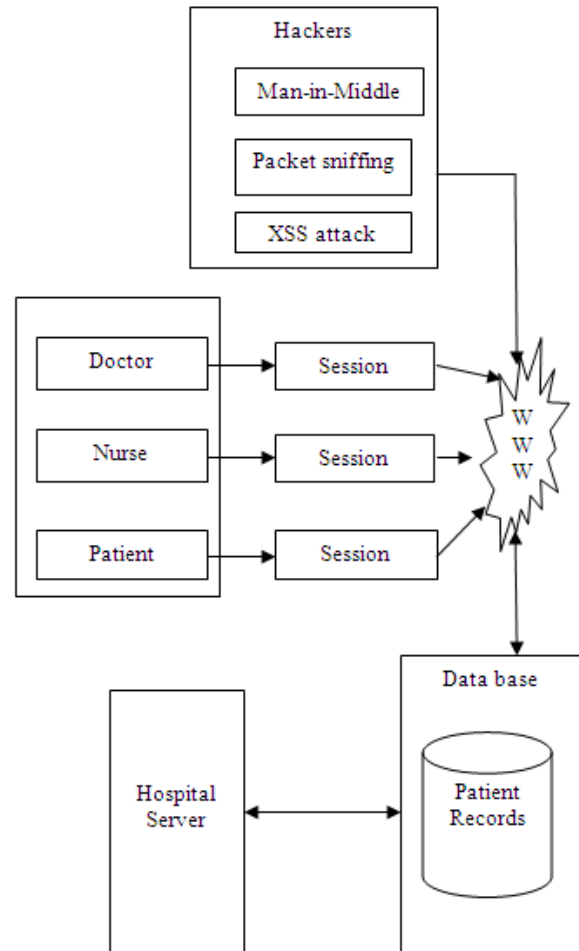 Hackers
Man-in-Middle
Packet sniffing
XSS attack
Doctor
Session
Nurse
Session
Patient
Session
W
W
W
Data base
Patient
Records
Hospital
Server